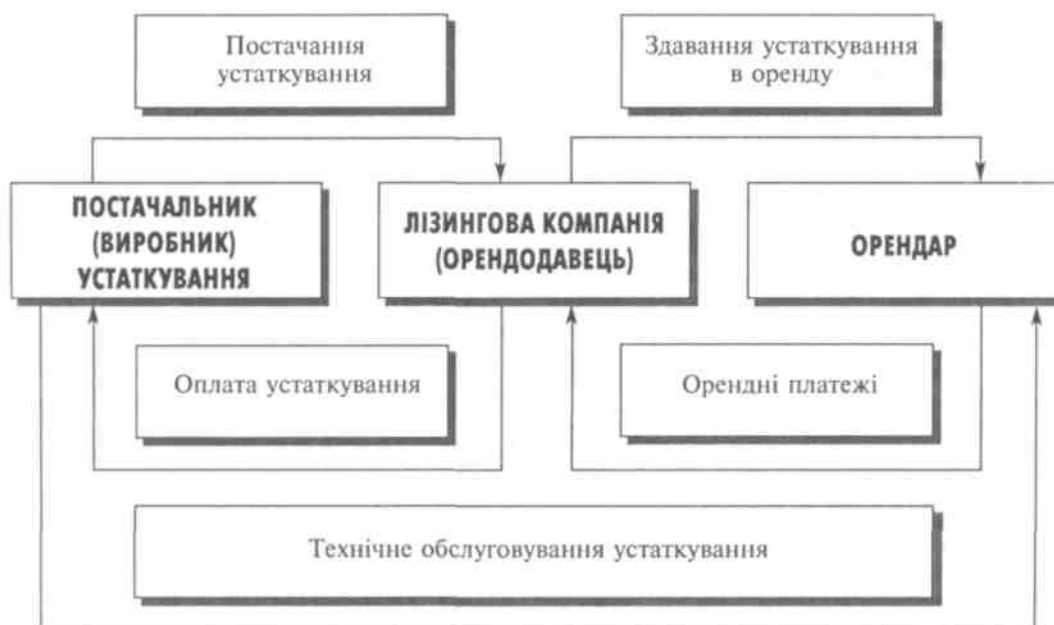 Постачання
устаткування
Здавання устаткування
в оренду
ПОСТАЧАЛЬНИК
(ВИРОБНИК)
УСТАТКУВАННЯ
ЛІЗИНГОВА КОМПАНІЯ
(ОРЕНДОДАВЕЦЬ)
ОРЕНДАР
Оплата устаткування
Орендні платежі
Технічне обслуговування устаткування